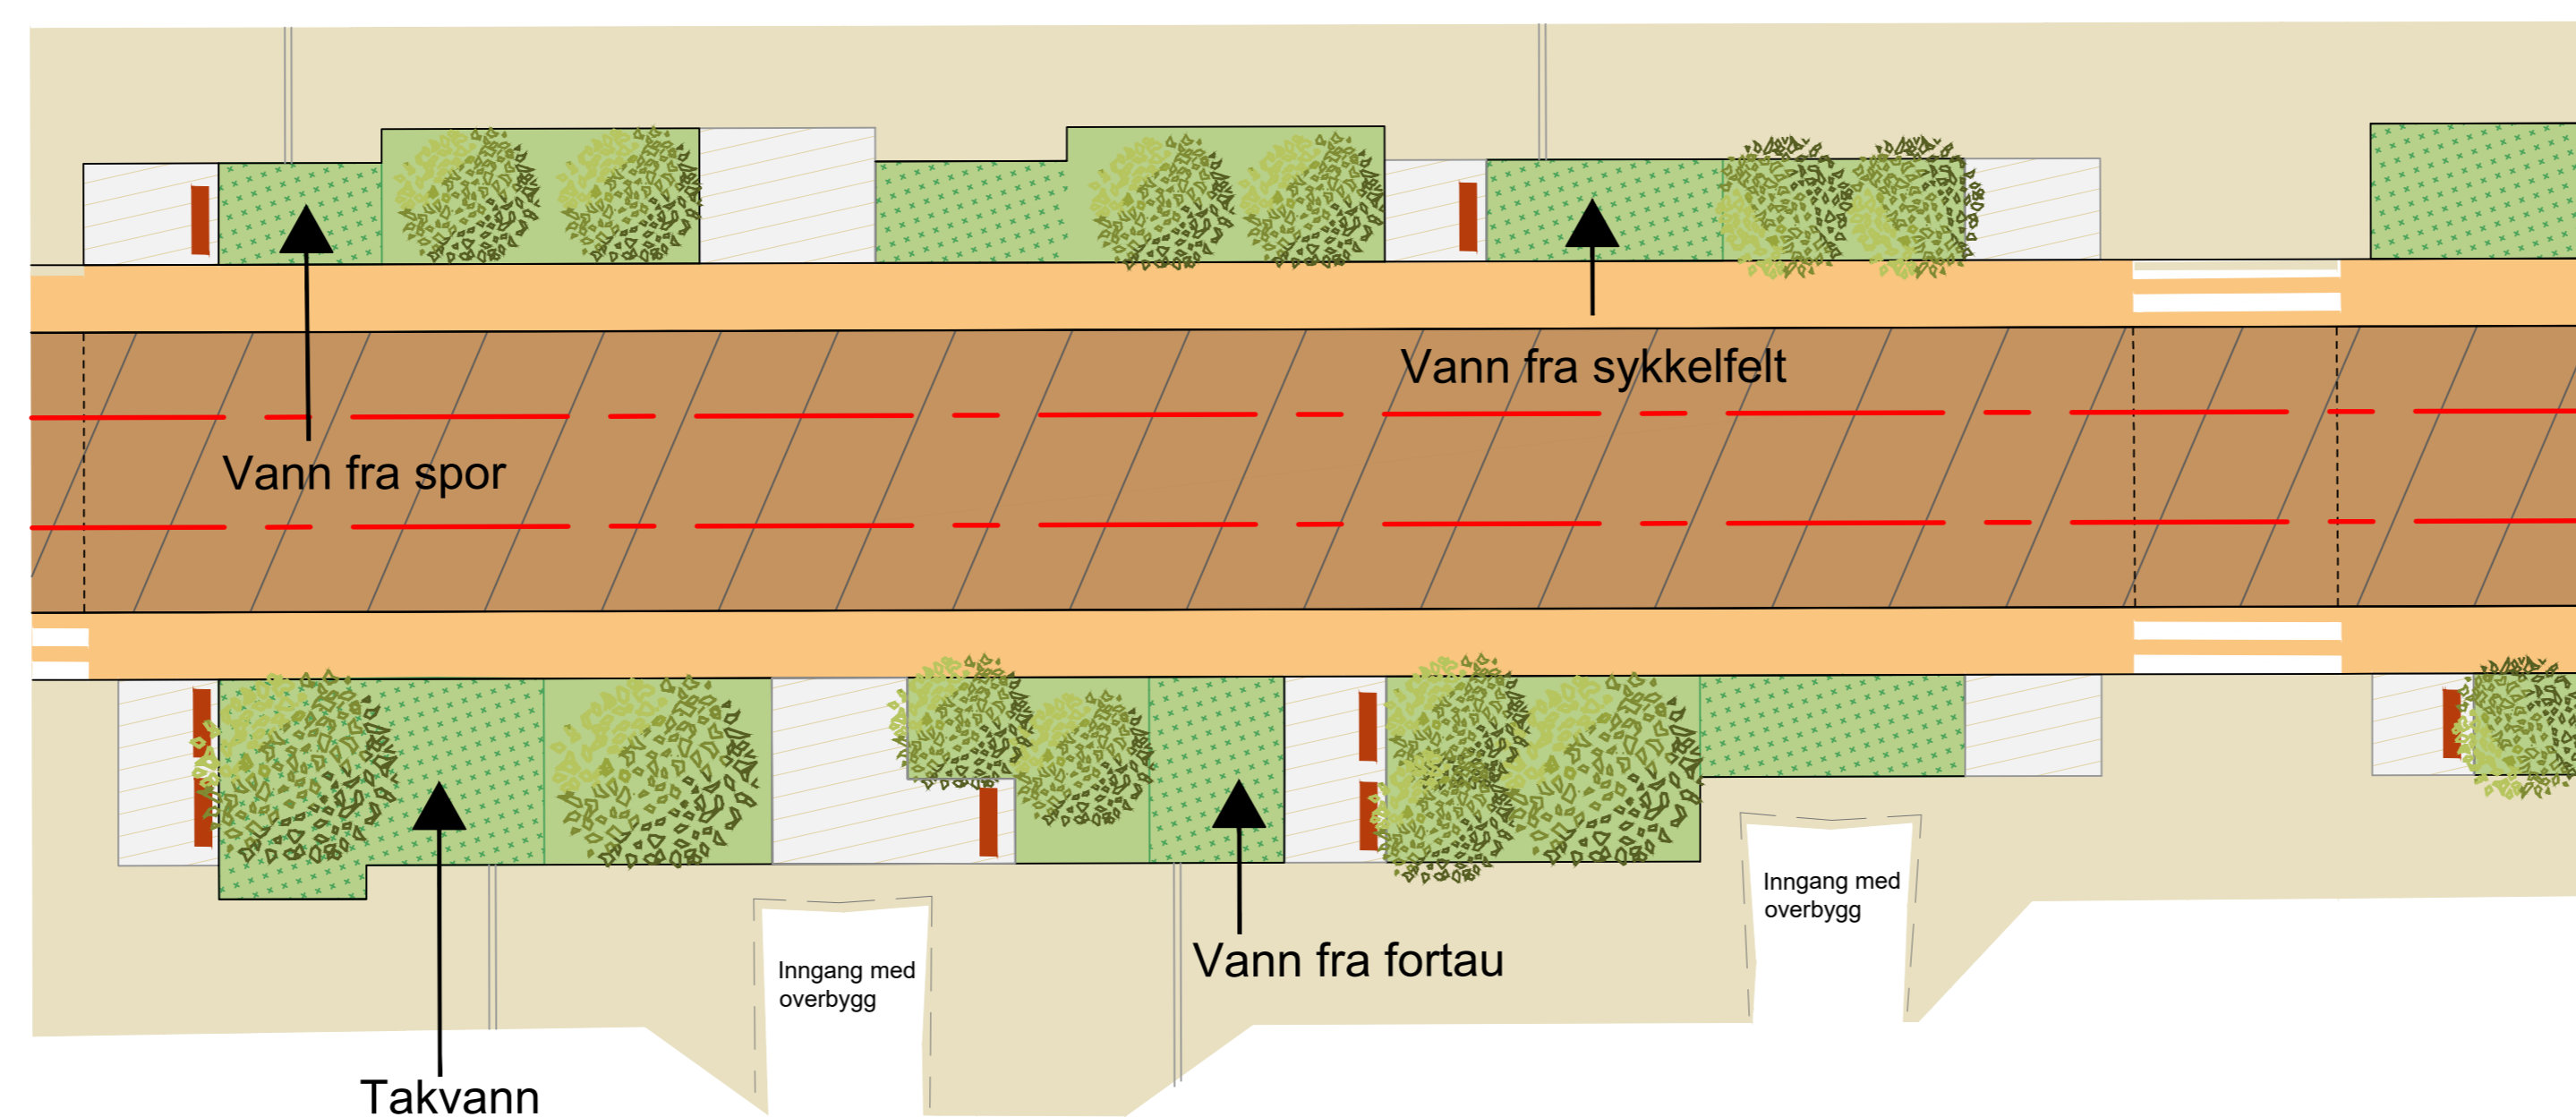 Vann fra sykkelfelt
Vann fra spor
Inngang med
overbygg
Vann fra fortau
Inngang med
overbygg
Takvann